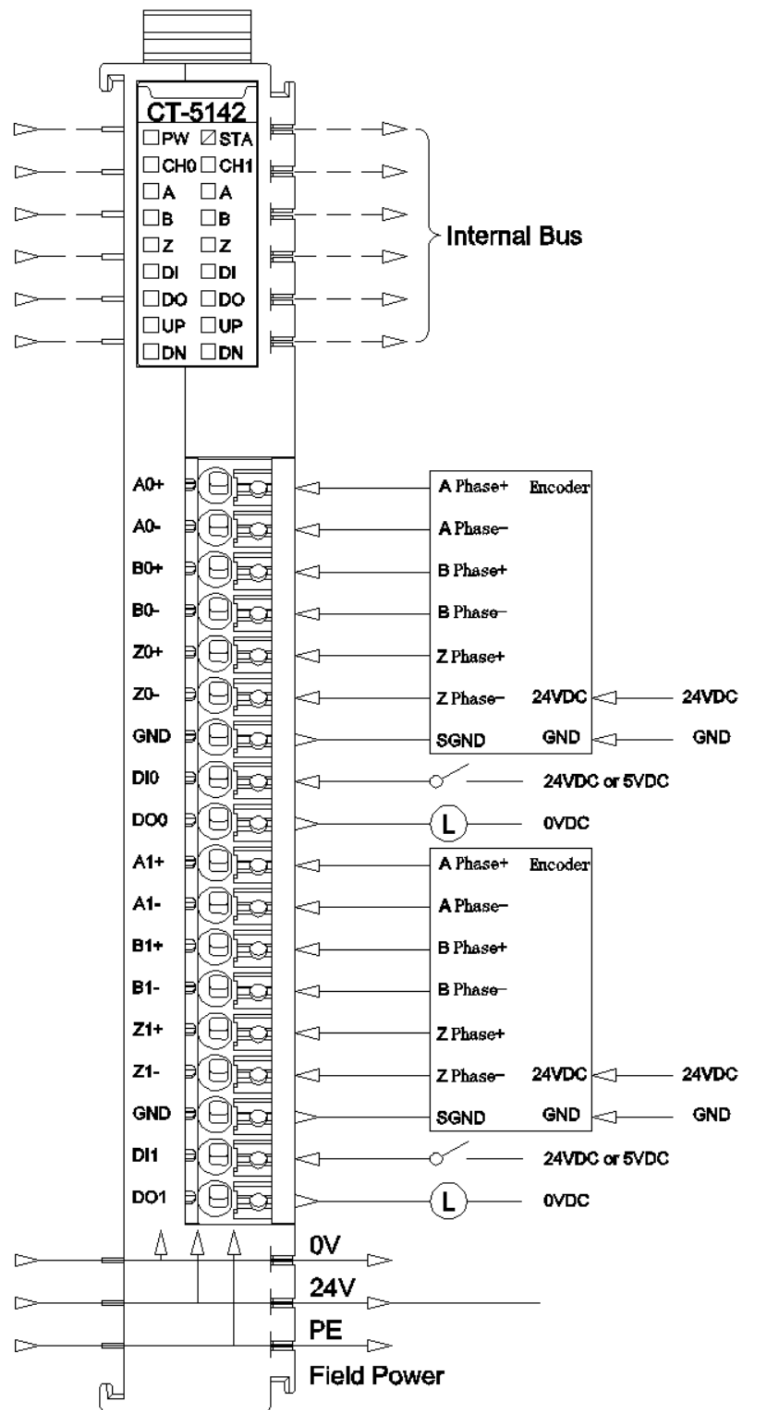 CT-5142
PW STA
CH0 CH1
A A
B B
Z Z
DI DI
DO DO
UP UP
DN DN
Internal Bus
A0+ A Phase+ Encoder
A0- A Phase-
B0+ B Phase+
B0- B Phase-
Z0+ Z Phase+
Z0- Z Phase- 24VDC 24VDC
GND SGND GND GND
DI0 24VDC or 5VDC
DO0 L 0VDC
A1+ A Phase+ Encoder
A1- A Phase-
B1+ B Phase+
B1- B Phase-
Z1+ Z Phase+
Z1- Z Phase- 24VDC 24VDC
GND SGND GND GND
DI1 24VDC or 5VDC
DO1 L 0VDC
0V
24V
PE
Field Power